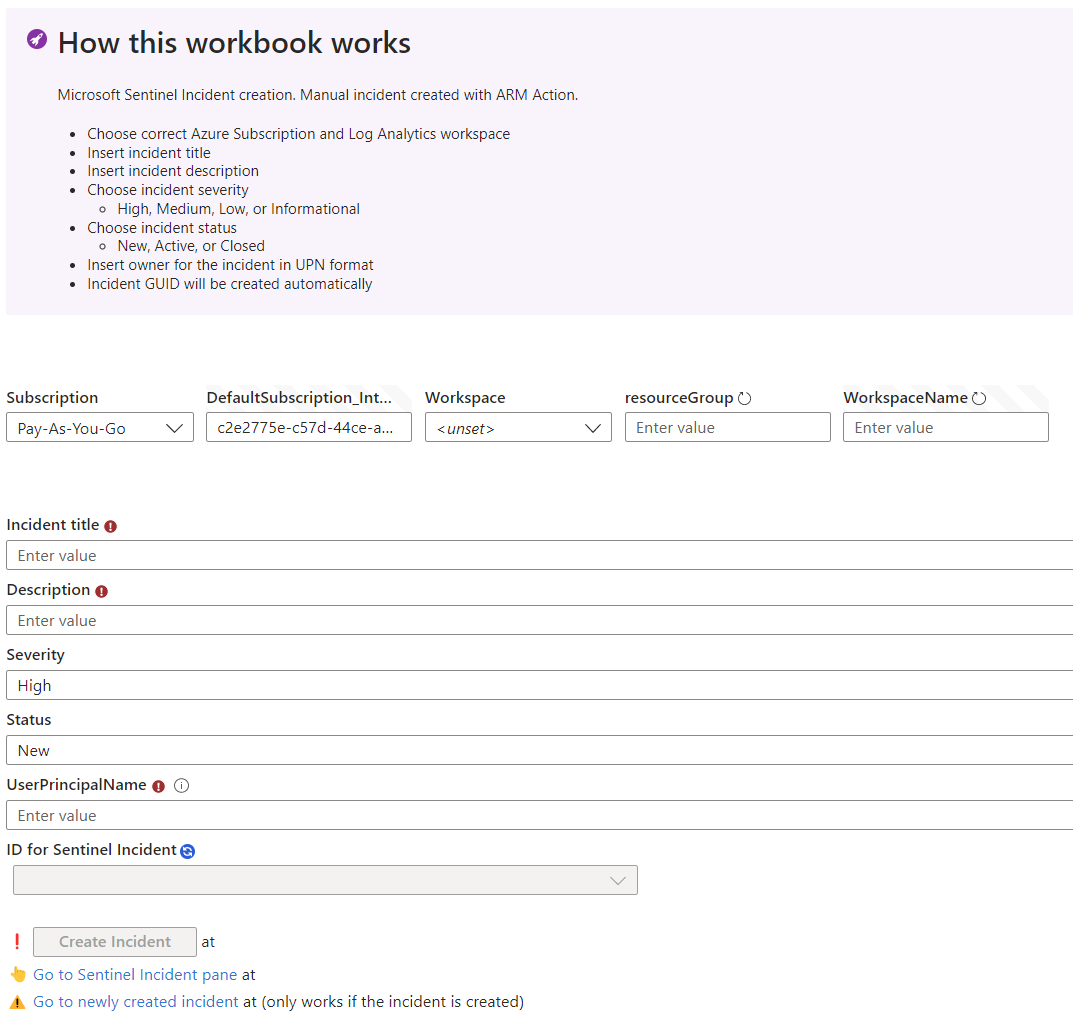 How this workbook works
Microsoft Sentinel Incident creation. Manual incident created with ARM Action.
Choose correct Azure Subscription and Log Analytics workspace
Insert incident title
Insert incident description
Choose incident severity
High, Medium, Low, or Informational
Choose incident status
New, Active, or Closed
Insert owner for the incident in UPN format
Incident GUID will be created automatically
Subscription DefaultSubscription_Int... Workspace resourceGroup WorkspaceName
Pay-As-You-Go c2e2775e-c57d-44ce-a... <unset> Enter value Enter value
Incident title
Enter value
Description
Enter value
Severity
High
Status
New
UserPrincipalName
Enter value
ID for Sentinel Incident
Create Incident at
Go to Sentinel Incident pane at
Go to newly created incident at (only works if the incident is created)